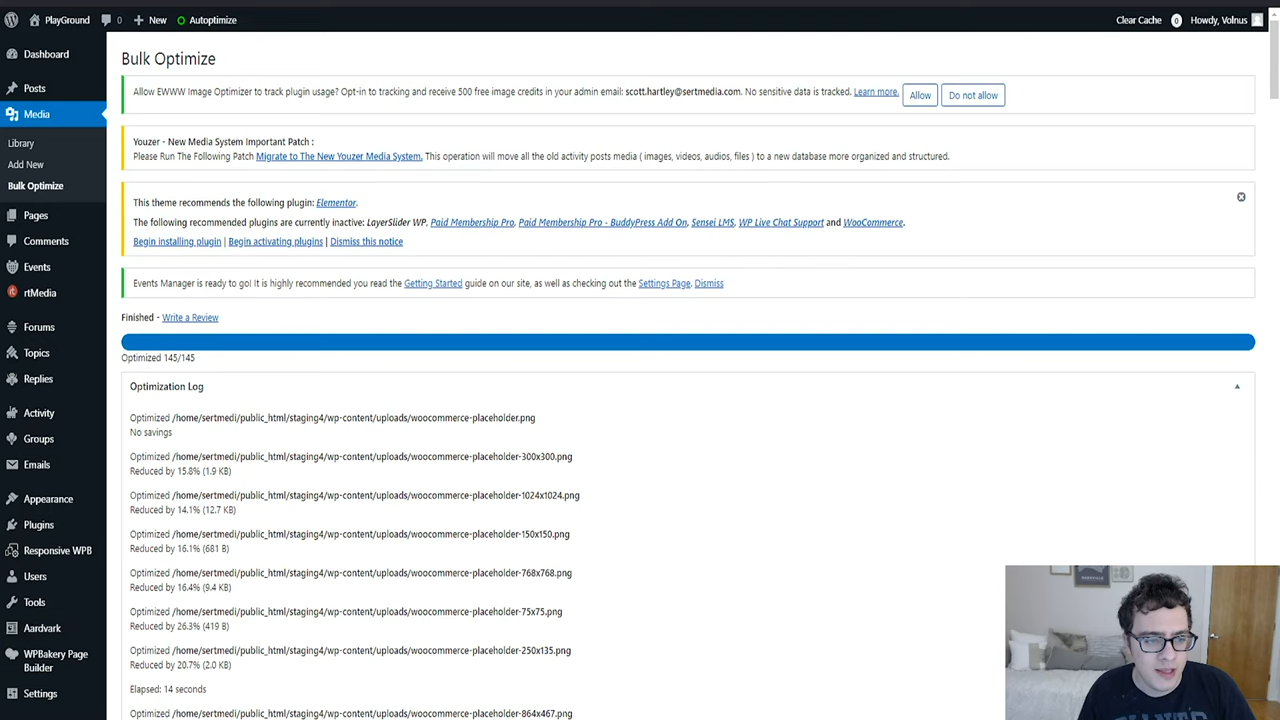 PlayGround
0
New
Autoptimize
Clear Cache
0
Howdy, Volnus
Dashboard
Posts
Media
Library
Add New
Bulk Optimize
Pages
Comments
Events
rtMedia
Forums
Topics
Replies
Activity
Groups
Emails
Appearance
Plugins
Responsive WPB
Users
Tools
Aardvark
WPBakery Page
Builder
Settings
Bulk Optimize
Allow EWWW Image Optimizer to track plugin usage? Opt-in to tracking and receive 500 free image credits in your admin email: scott.hartley@sertmedia.com. No sensitive data is tracked. Learn more. Allow Do not allow
Youzer - New Media System Important Patch :
Please Run The Following Patch Migrate to The New Youzer Media System. This operation will move all the old activity posts media ( images, videos, audios, files ) to a new database more organized and structured.
This theme recommends the following plugin: Elementor.
The following recommended plugins are currently inactive: LayerSlider WP, Paid Membership Pro, Paid Membership Pro - BuddyPress Add On, Sensei LMS, WP Live Chat Support and WooCommerce.
Begin installing plugin | Begin activating plugins | Dismiss this notice
Events Manager is ready to go! It is highly recommended you read the Getting Started guide on our site, as well as checking out the Settings Page. Dismiss
Finished - Write a Review
Optimized 145/145
Optimization Log
Optimized /home/sertmedi/public_html/staging4/wp-content/uploads/woocommerce-placeholder.png
No savings
Optimized /home/sertmedi/public_html/staging4/wp-content/uploads/woocommerce-placeholder-300x300.png
Reduced by 15.8% (1.9 KB)
Optimized /home/sertmedi/public_html/staging4/wp-content/uploads/woocommerce-placeholder-1024x1024.png
Reduced by 14.1% (12.7 KB)
Optimized /home/sertmedi/public_html/staging4/wp-content/uploads/woocommerce-placeholder-150x150.png
Reduced by 16.1% (681 B)
Optimized /home/sertmedi/public_html/staging4/wp-content/uploads/woocommerce-placeholder-768x768.png
Reduced by 16.4% (9.4 KB)
Optimized /home/sertmedi/public_html/staging4/wp-content/uploads/woocommerce-placeholder-75x75.png
Reduced by 26.3% (419 B)
Optimized /home/sertmedi/public_html/staging4/wp-content/uploads/woocommerce-placeholder-250x135.png
Reduced by 20.7% (2.0 KB)
Elapsed: 14 seconds
Optimized /home/sertmedi/public_html/staging4/wp-content/uploads/woocommerce-placeholder-864x467.png